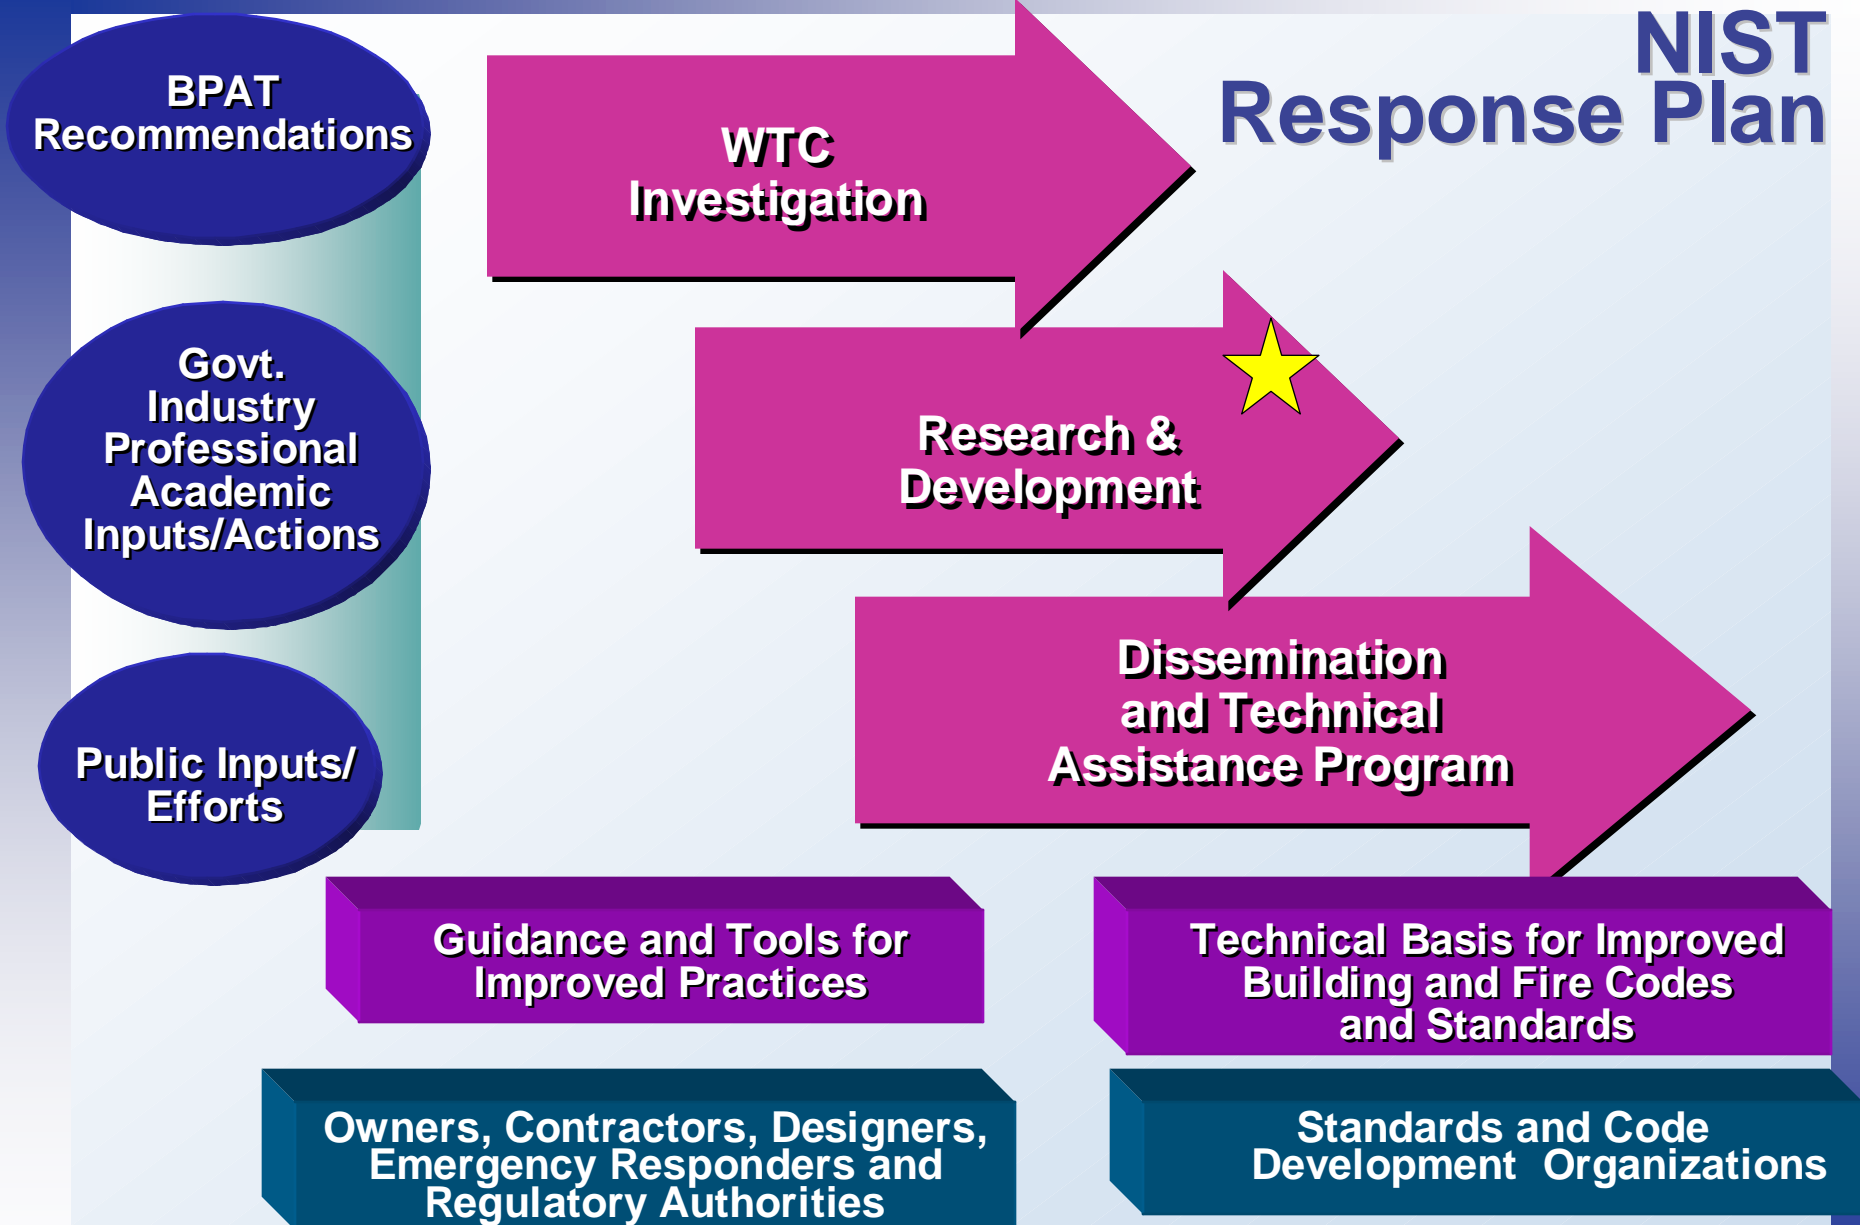 NIST
Response Plan
BPAT
Recommendations
WTC
Investigation
Govt.
Industry
Professional
Academic
Inputs/Actions
Research &
Development
Public Inputs/
Efforts
Dissemination
and Technical
Assistance Program
Guidance and Tools for
Improved Practices
Technical Basis for Improved
Building and Fire Codes
and Standards
Owners, Contractors, Designers,
Emergency Responders and
Regulatory Authorities
Standards and Code
Development Organizations